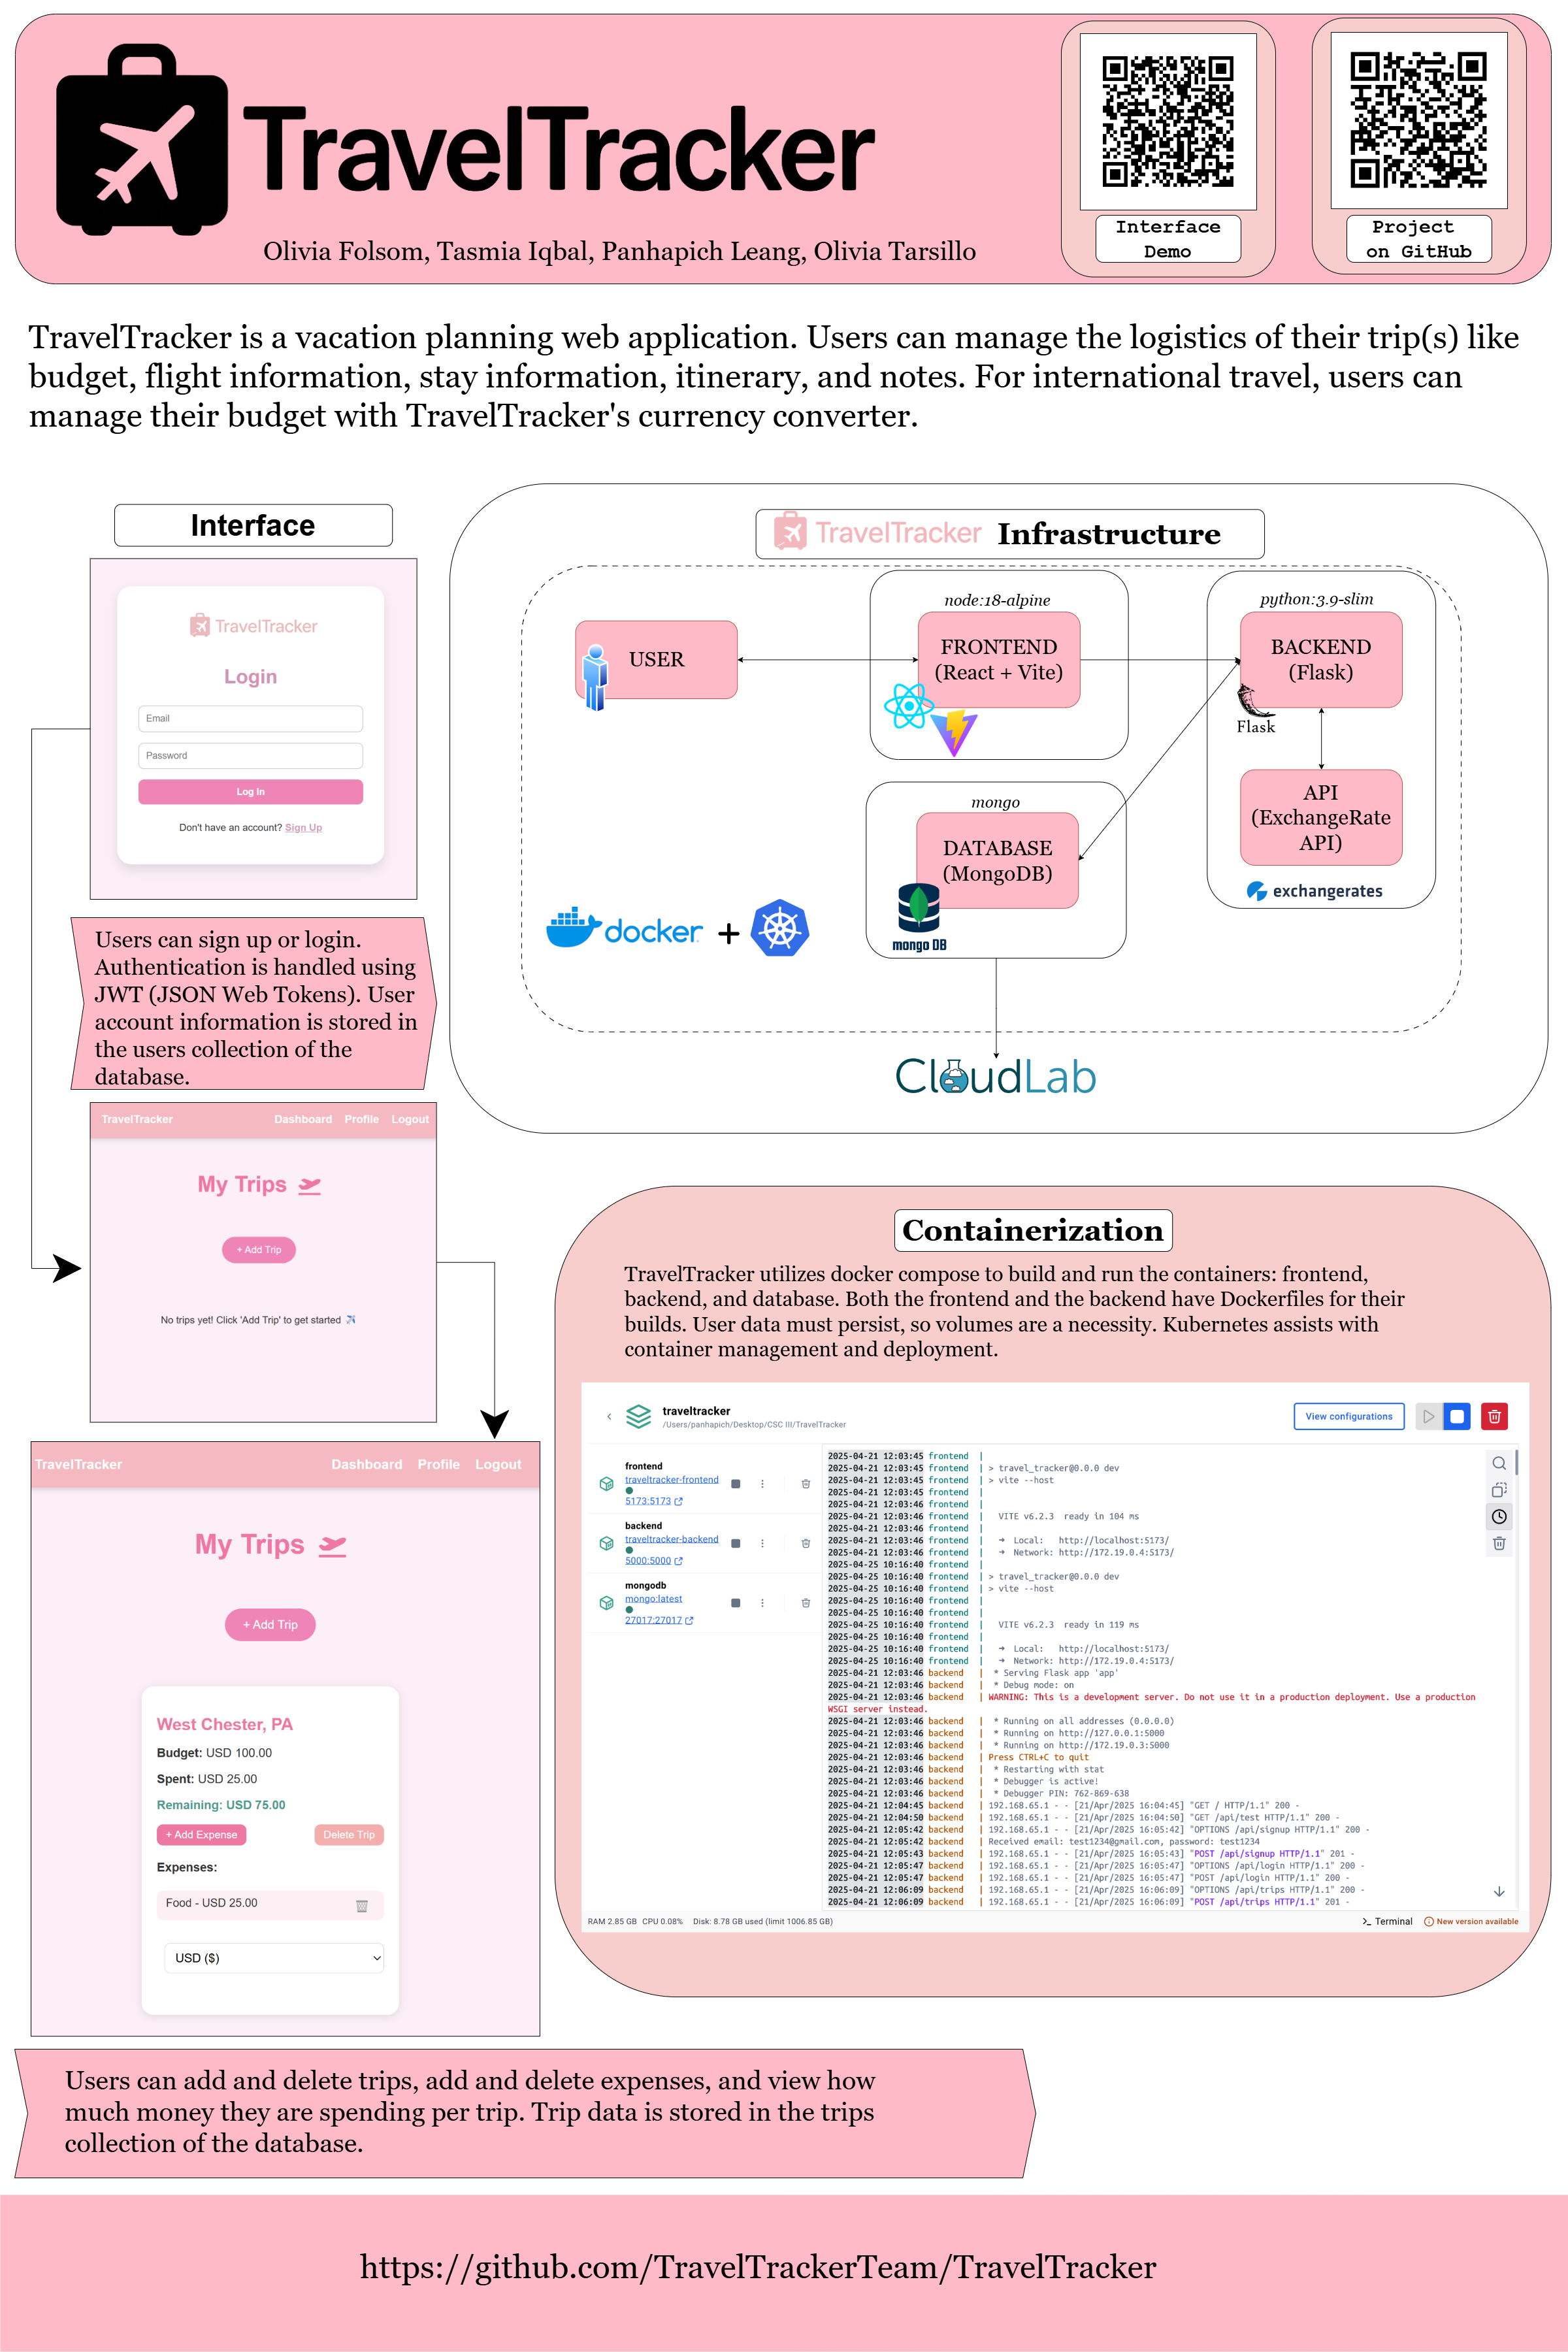 TravelTracker
Olivia Folsom, Tasmia Iqbal, Panhapich Leang, Olivia Tarsillo
Interface
Demo
Project
on GitHub
TravelTracker is a vacation planning web application. Users can manage the logistics of their trip(s) like
budget, flight information, stay information, itinerary, and notes. For international travel, users can
manage their budget with TravelTracker's currency converter.
Interface
TravelTracker
Login
Email
Password
Log In
Don't have an account? Sign Up
Users can sign up or login.
Authentication is handled using
JWT (JSON Web Tokens). User
account information is stored in
the users collection of the
database.
TravelTracker Dashboard Profile Logout
My Trips
+ Add Trip
No trips yet! Click 'Add Trip' to get started
TravelTracker Dashboard Profile Logout
My Trips
+ Add Trip
West Chester, PA
Budget: USD 100.00
Spent: USD 25.00
Remaining: USD 75.00
+ Add Expense Delete Trip
Expenses:
Food - USD 25.00
USD ($)
Users can add and delete trips, add and delete expenses, and view how
much money they are spending per trip. Trip data is stored in the trips
collection of the database.
TravelTracker Infrastructure
USER
node:18-alpine
FRONTEND
(React + Vite)
python:3.9-slim
BACKEND
(Flask)
Flask
API
(ExchangeRate
API)
exchangerates
mongo
DATABASE
(MongoDB)
mongo DB
docker +
CloudLab
Containerization
TravelTracker utilizes docker compose to build and run the containers: frontend,
backend, and database. Both the frontend and the backend have Dockerfiles for their
builds. User data must persist, so volumes are a necessity. Kubernetes assists with
container management and deployment.
traveltracker
/Users/panhapich/Desktop/CSC III/TravelTracker
View configurations
frontend
traveltracker-frontend
5173:5173
backend
traveltracker-backend
5000:5000
mongodb
mongo:latest
27017:27017
2025-04-21 12:03:45 frontend |
2025-04-21 12:03:45 frontend | > travel_tracker@0.0.0 dev
2025-04-21 12:03:45 frontend | > vite --host
2025-04-21 12:03:45 frontend |
2025-04-21 12:03:46 frontend |
2025-04-21 12:03:46 frontend | VITE v6.2.3 ready in 104 ms
2025-04-21 12:03:46 frontend |
2025-04-21 12:03:46 frontend | ➜ Local: http://localhost:5173/
2025-04-21 12:03:46 frontend | ➜ Network: http://172.19.0.4:5173/
2025-04-25 10:16:40 frontend |
2025-04-25 10:16:40 frontend | > travel_tracker@0.0.0 dev
2025-04-25 10:16:40 frontend | > vite --host
2025-04-25 10:16:40 frontend |
2025-04-25 10:16:40 frontend |
2025-04-25 10:16:40 frontend | VITE v6.2.3 ready in 119 ms
2025-04-25 10:16:40 frontend |
2025-04-25 10:16:40 frontend | ➜ Local: http://localhost:5173/
2025-04-25 10:16:40 frontend | ➜ Network: http://172.19.0.4:5173/
2025-04-21 12:03:46 backend | * Serving Flask app 'app'
2025-04-21 12:03:46 backend | * Debug mode: on
2025-04-21 12:03:46 backend | WARNING: This is a development server. Do not use it in a production deployment. Use a production
WSGI server instead.
2025-04-21 12:03:46 backend | * Running on all addresses (0.0.0.0)
2025-04-21 12:03:46 backend | * Running on http://127.0.0.1:5000
2025-04-21 12:03:46 backend | * Running on http://172.19.0.3:5000
2025-04-21 12:03:46 backend | Press CTRL+C to quit
2025-04-21 12:03:46 backend | * Restarting with stat
2025-04-21 12:03:46 backend | * Debugger is active!
2025-04-21 12:03:46 backend | * Debugger PIN: 762-869-638
2025-04-21 12:04:45 backend | 192.168.65.1 - - [21/Apr/2025 16:04:45] "GET / HTTP/1.1" 200 -
2025-04-21 12:04:50 backend | 192.168.65.1 - - [21/Apr/2025 16:04:50] "GET /api/test HTTP/1.1" 200 -
2025-04-21 12:05:42 backend | 192.168.65.1 - - [21/Apr/2025 16:05:42] "OPTIONS /api/signup HTTP/1.1" 200 -
2025-04-21 12:05:42 backend | Received email: test1234@gmail.com, password: test1234
2025-04-21 12:05:43 backend | 192.168.65.1 - - [21/Apr/2025 16:05:43] "POST /api/signup HTTP/1.1" 201 -
2025-04-21 12:05:47 backend | 192.168.65.1 - - [21/Apr/2025 16:05:47] "OPTIONS /api/login HTTP/1.1" 200 -
2025-04-21 12:05:47 backend | 192.168.65.1 - - [21/Apr/2025 16:05:47] "POST /api/login HTTP/1.1" 200 -
2025-04-21 12:06:09 backend | 192.168.65.1 - - [21/Apr/2025 16:06:09] "OPTIONS /api/trips HTTP/1.1" 200 -
2025-04-21 12:06:09 backend | 192.168.65.1 - - [21/Apr/2025 16:06:09] "POST /api/trips HTTP/1.1" 201 -
RAM 2.85 GB CPU 0.08% Disk: 8.78 GB used (limit 1006.85 GB) Terminal New version available
https://github.com/TravelTrackerTeam/TravelTracker